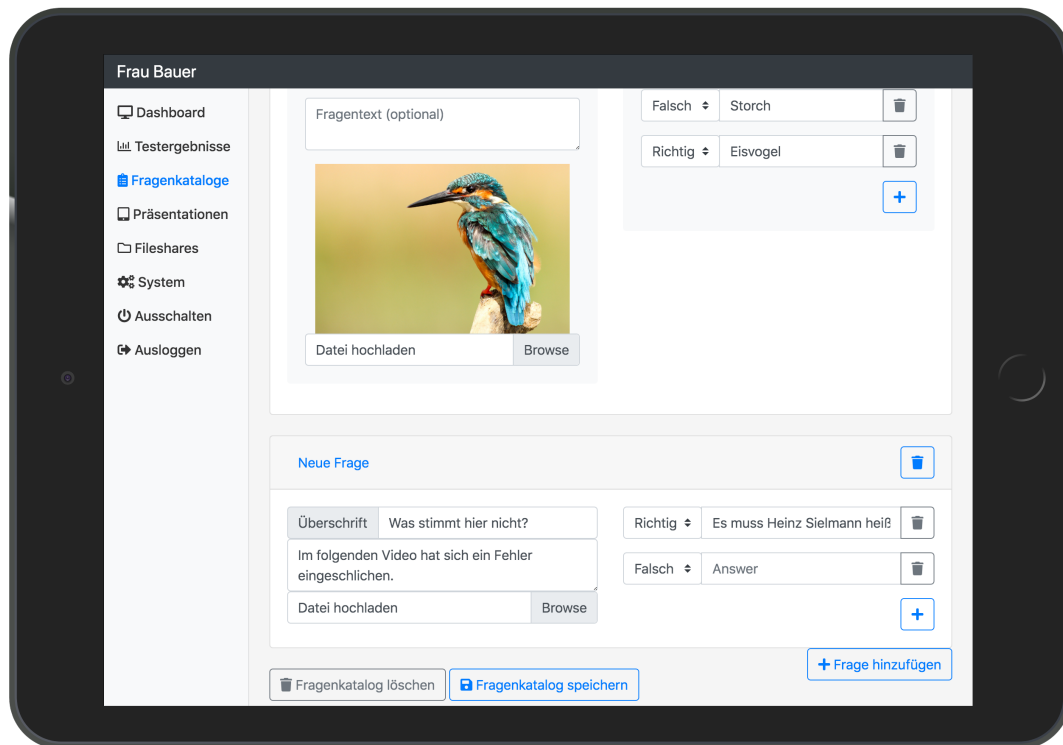 Frau Bauer
Dashboard
Testergebnisse
Fragenkataloge
Präsentationen
Fileshares
System
Ausschalten
Ausloggen
Fragentext (optional)
Datei hochladen Browse
Falsch Storch
Richtig Eisvogel
Neue Frage
Überschrift Was stimmt hier nicht?
Im folgenden Video hat sich ein Fehler
eingeschlichen.
Datei hochladen Browse
Richtig Es muss Heinz Sielmann heiß
Falsch Answer
Frage hinzufügen
Fragenkatalog löschen Fragenkatalog speichern